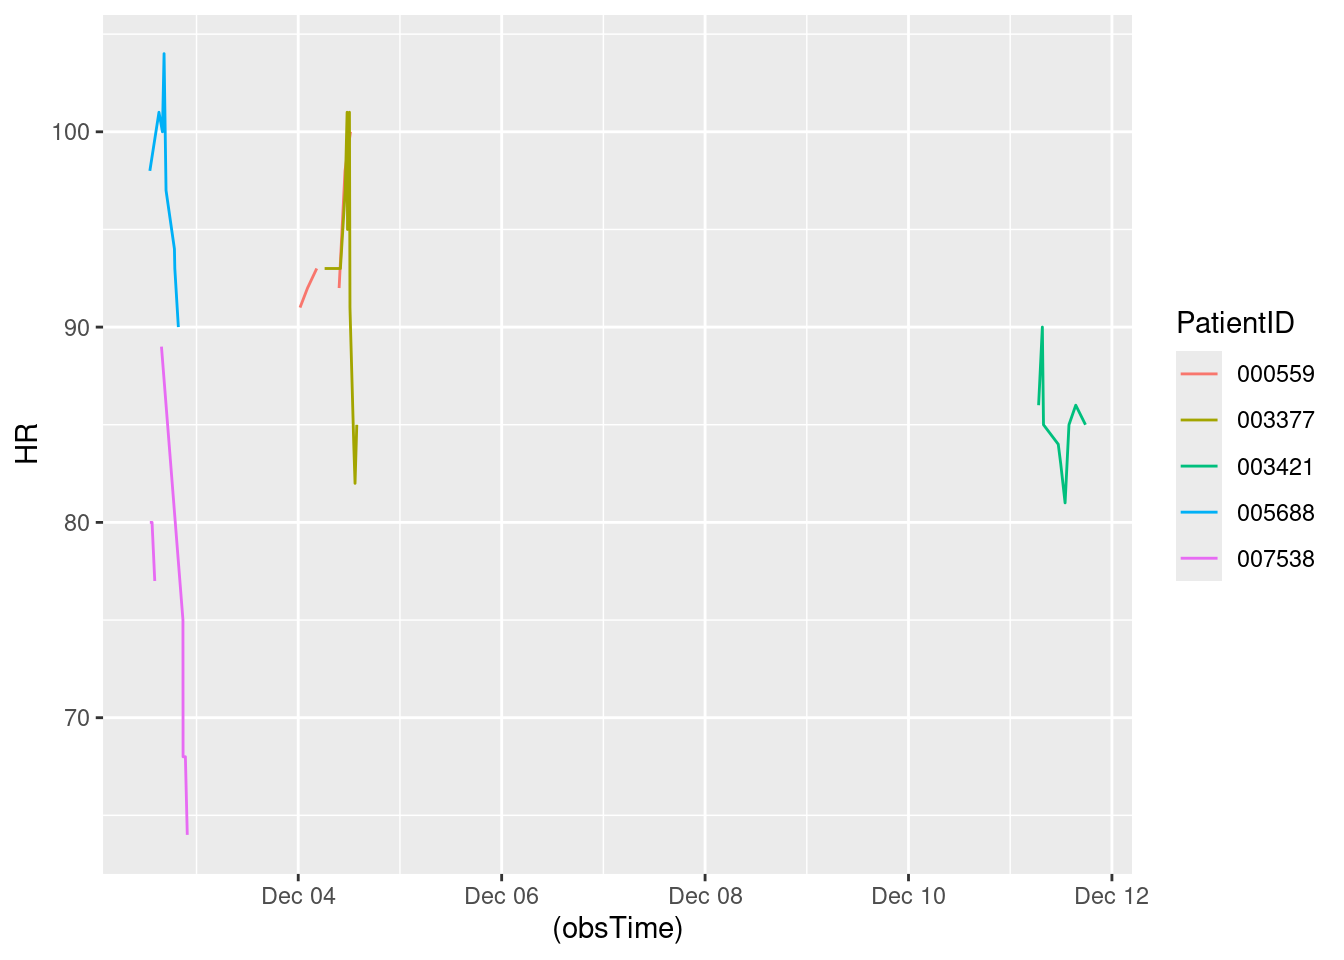 100
90
80
70
HR
Dec 04
Dec 06
Dec 08
Dec 10
Dec 12
(obsTime)
PatientID
000559
003377
003421
005688
007538